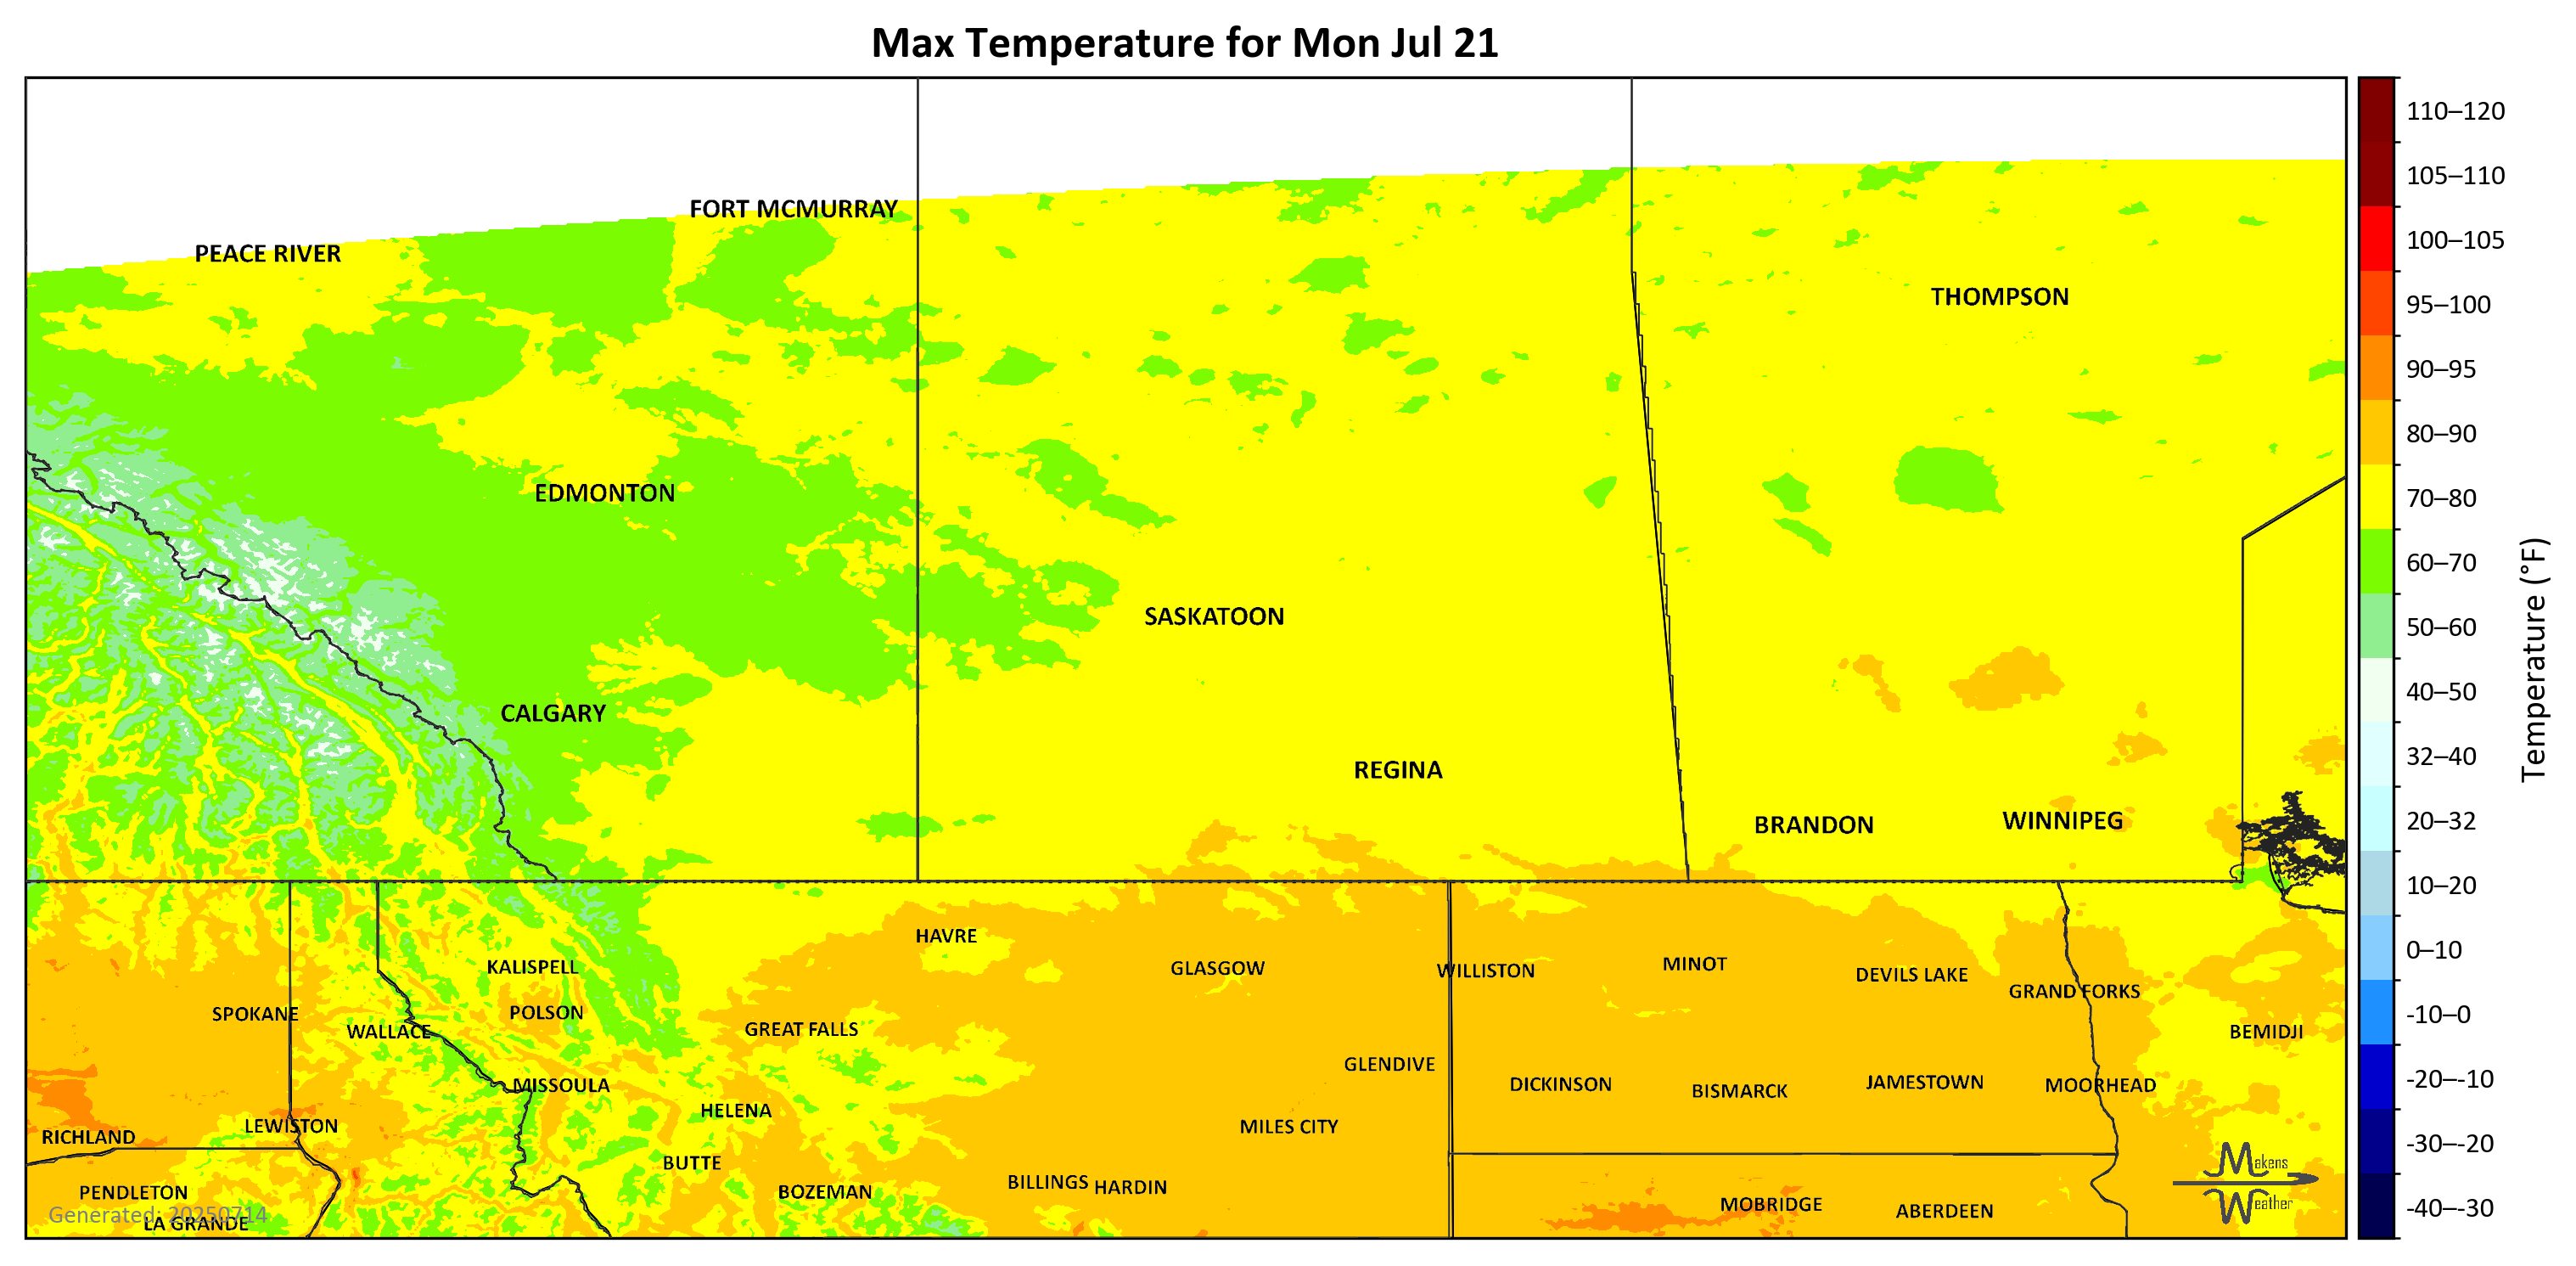 Max Temperature for Mon Jul 21
110–120
105–110
FORT MCMURRAY
100–105
PEACE RIVER
THOMPSON
95–100
90–95
80–90
EDMONTON
70–80
60–70
SASKATOON
50–60
Temperature (°F)
40–50
CALGARY
32–40
REGINA
20–32
BRANDON
WINNIPEG
10–20
HAVRE
0–10
KALISPELL
GLASGOW
WILLISTON
MINOT
DEVILS LAKE
GRAND FORKS
SPOKANE
POLSON
-10–0
WALLACE
GREAT FALLS
BEMIDJI
GLENDIVE
-20–-10
MISSOULA
DICKINSON
BISMARCK
JAMESTOWN
MOORHEAD
HELENA
LEWISTON
MILES CITY
RICHLAND
-30–-20
BUTTE
Makens
BILLINGS
HARDIN
PENDLETON
BOZEMAN
Weather
MOBRIDGE
ABERDEEN
-40–-30
Generated: 20250714
LA GRANDE